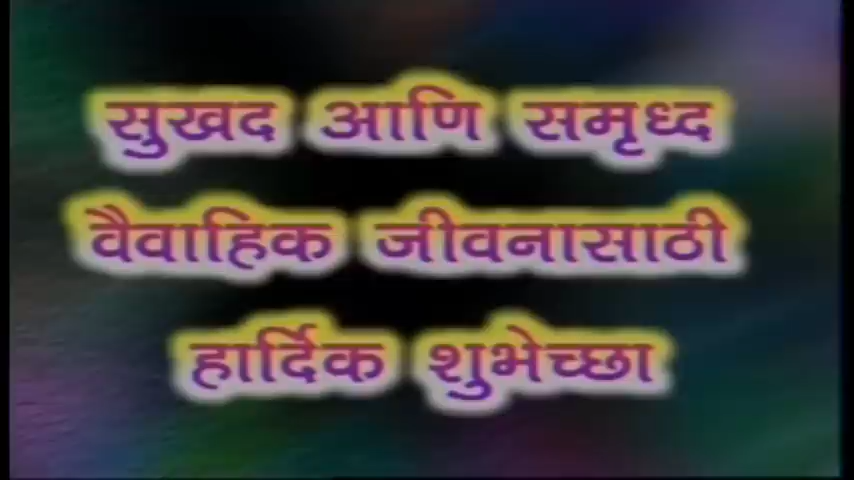 सुखद आणि समृध्द
वैवाहिक जीवनासाठी
हार्दिक शुभेच्छा